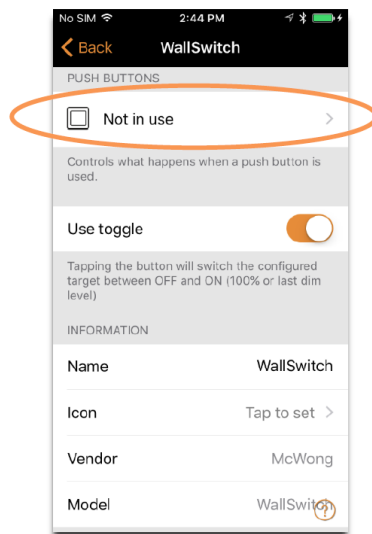 No SIM 2:44 PM
Back WallSwitch
PUSH BUTTONS
Not in use
Controls what happens when a push button is
used.
Use toggle
Tapping the button will switch the configured
target between OFF and ON (100% or last dim
level)
INFORMATION
Name WallSwitch
Icon Tap to set
Vendor McWong
Model WallSwitch
?